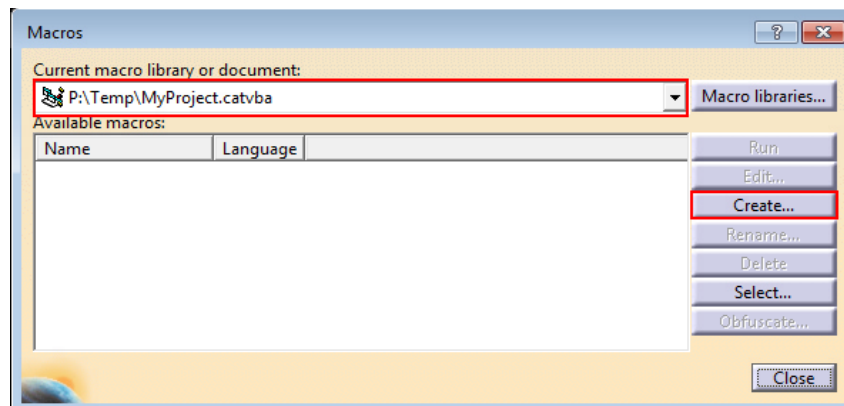 Macros
Current macro library or document:
P:\Temp\MyProject.catvba
Macro libraries...
Available macros:
Name Language
Run
Edit...
Create...
Rename...
Delete
Select...
Obfuscate...
Close